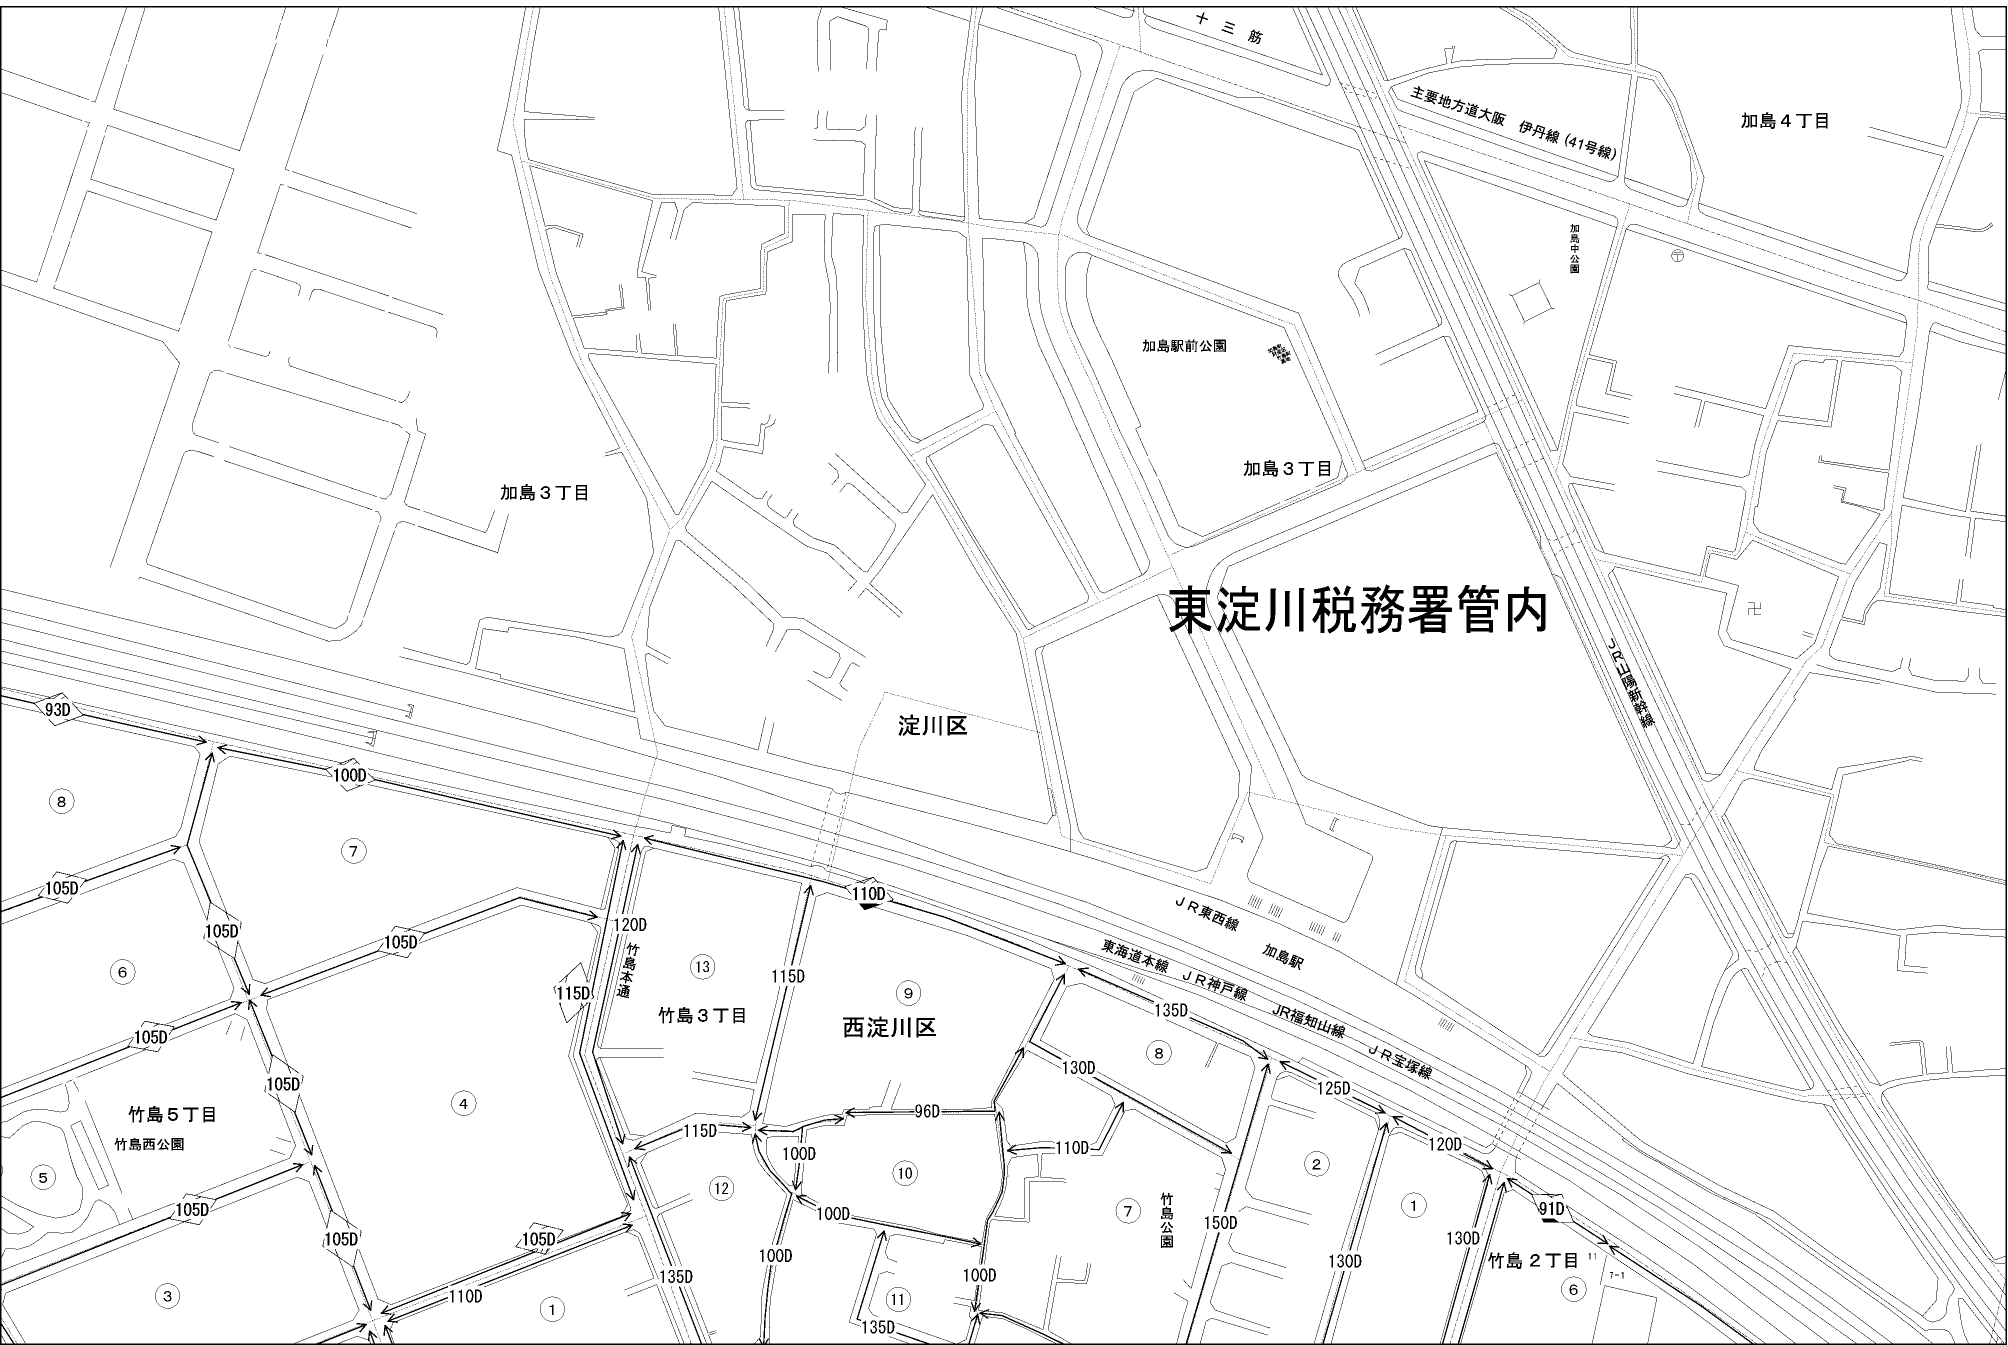 十三筋
主要地方道大阪　伊丹線(41号線)
加島４丁目
加島中公園
〒
加島駅前公園
加島３丁目
加島３丁目
東淀川税務署管内
卍
ＪＲ山陽新幹線
淀川区
93D
100D
8
7
105D
110D
ＪＲ東西線
加島駅
105D
105D
120D
竹島本通
115D
13
115D
9
東海道本線　ＪＲ神戸線
JR福知山線
ＪＲ宝塚線
6
竹島３丁目
西淀川区
135D
105D
8
130D
125D
105D
4
竹島５丁目
竹島西公園
96D
115D
110D
120D
100D
10
2
5
12
7
竹島公園
1
105D
100D
150D
91D
105D
105D
100D
130D
130D
竹島２丁目
11
7-1
135D
100D
6
3
110D
1
11
135D